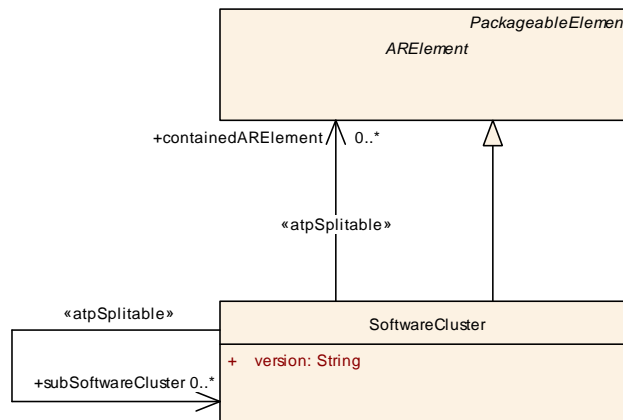 PackageableElemen
ARElement
+containedARElement 0..*
«atpSplitable»
SoftwareCluster
«atpSplitable»
+ version: String
+subSoftwareCluster 0..*